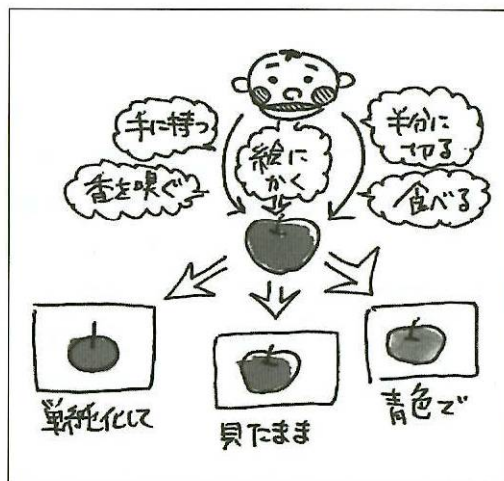 手に持つ
香を嗅ぐ
絵に
かく
半分に
切る
食べる
単純化して
見たまま
青色で